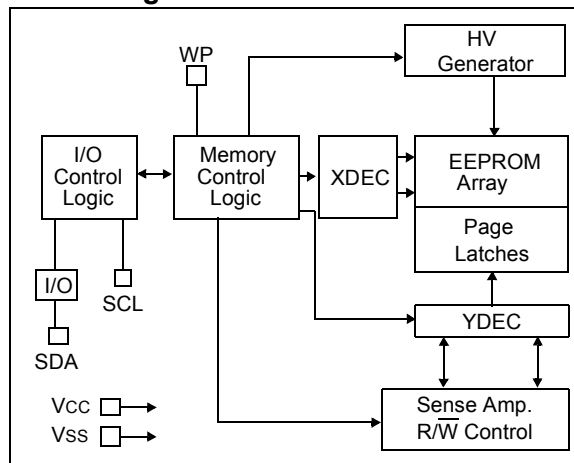 WP
HV
Generator
I/O
Control
Logic
Memory
Control
Logic
XDEC
EEPROM
Array
Page
Latches
I/O
SCL
SDA
YDEC
VCC
VSS
Sense Amp.
R/W̅ Control